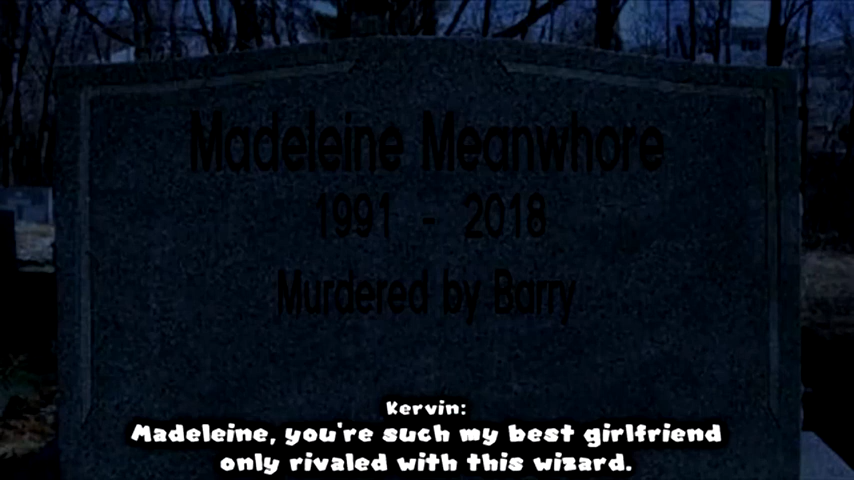 Madeleine Meanwhore
1991 - 2018
Murdered by Barry
Kervin:
Madeleine, you're such my best girlfriend
only rivaled with this wizard.